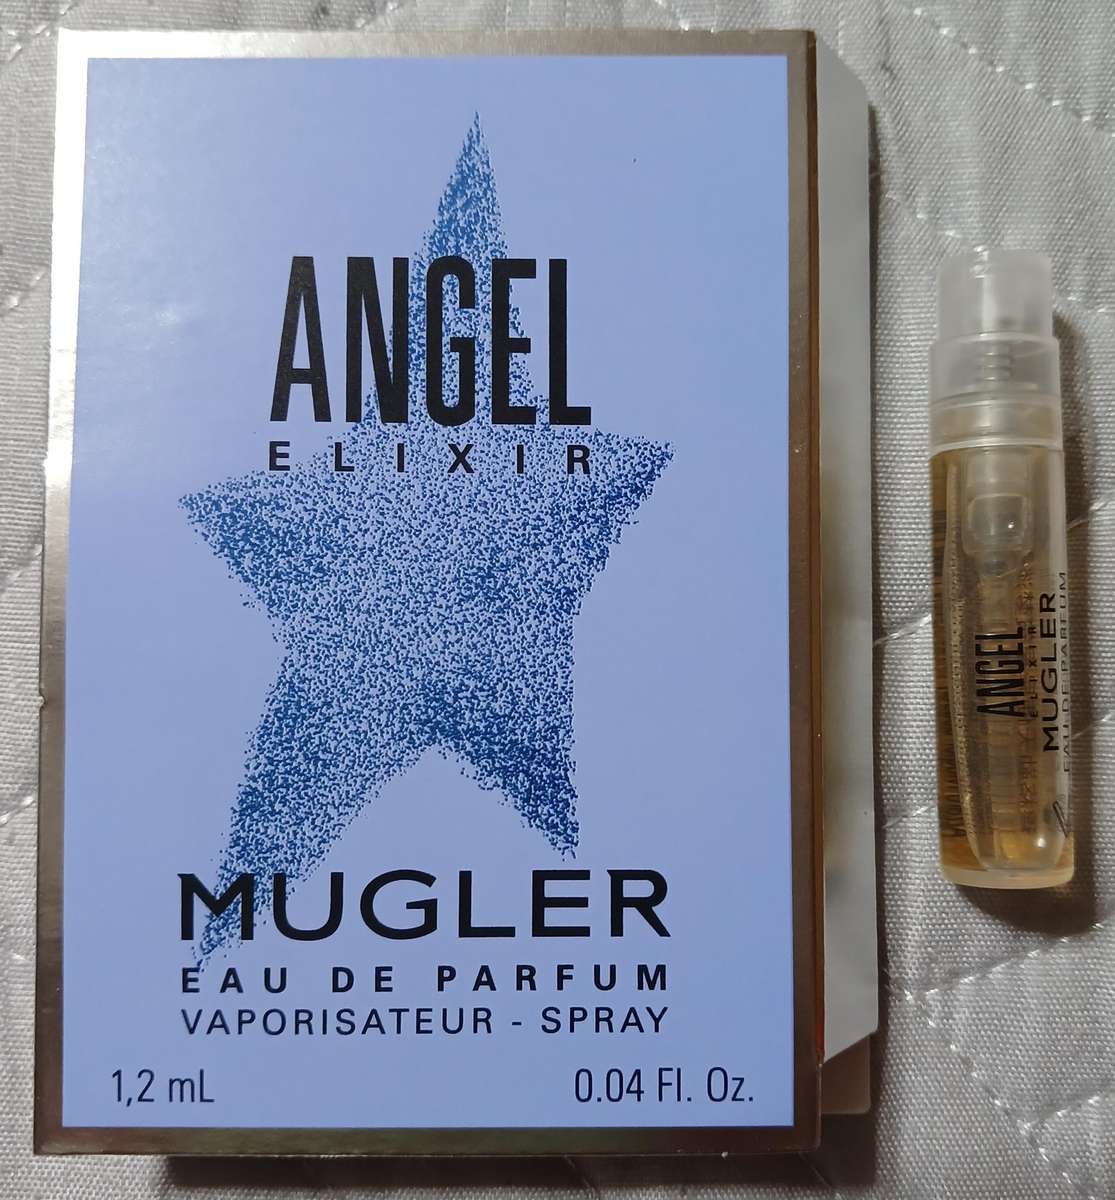 ANGEL
ELIXIR
MUGLER
EAU DE PARFUM
VAPORISATEUR - SPRAY
1,2 mL
0.04 Fl. Oz.
ANGEL
ELIXIR
MUGLER
EAU DE PARFUM